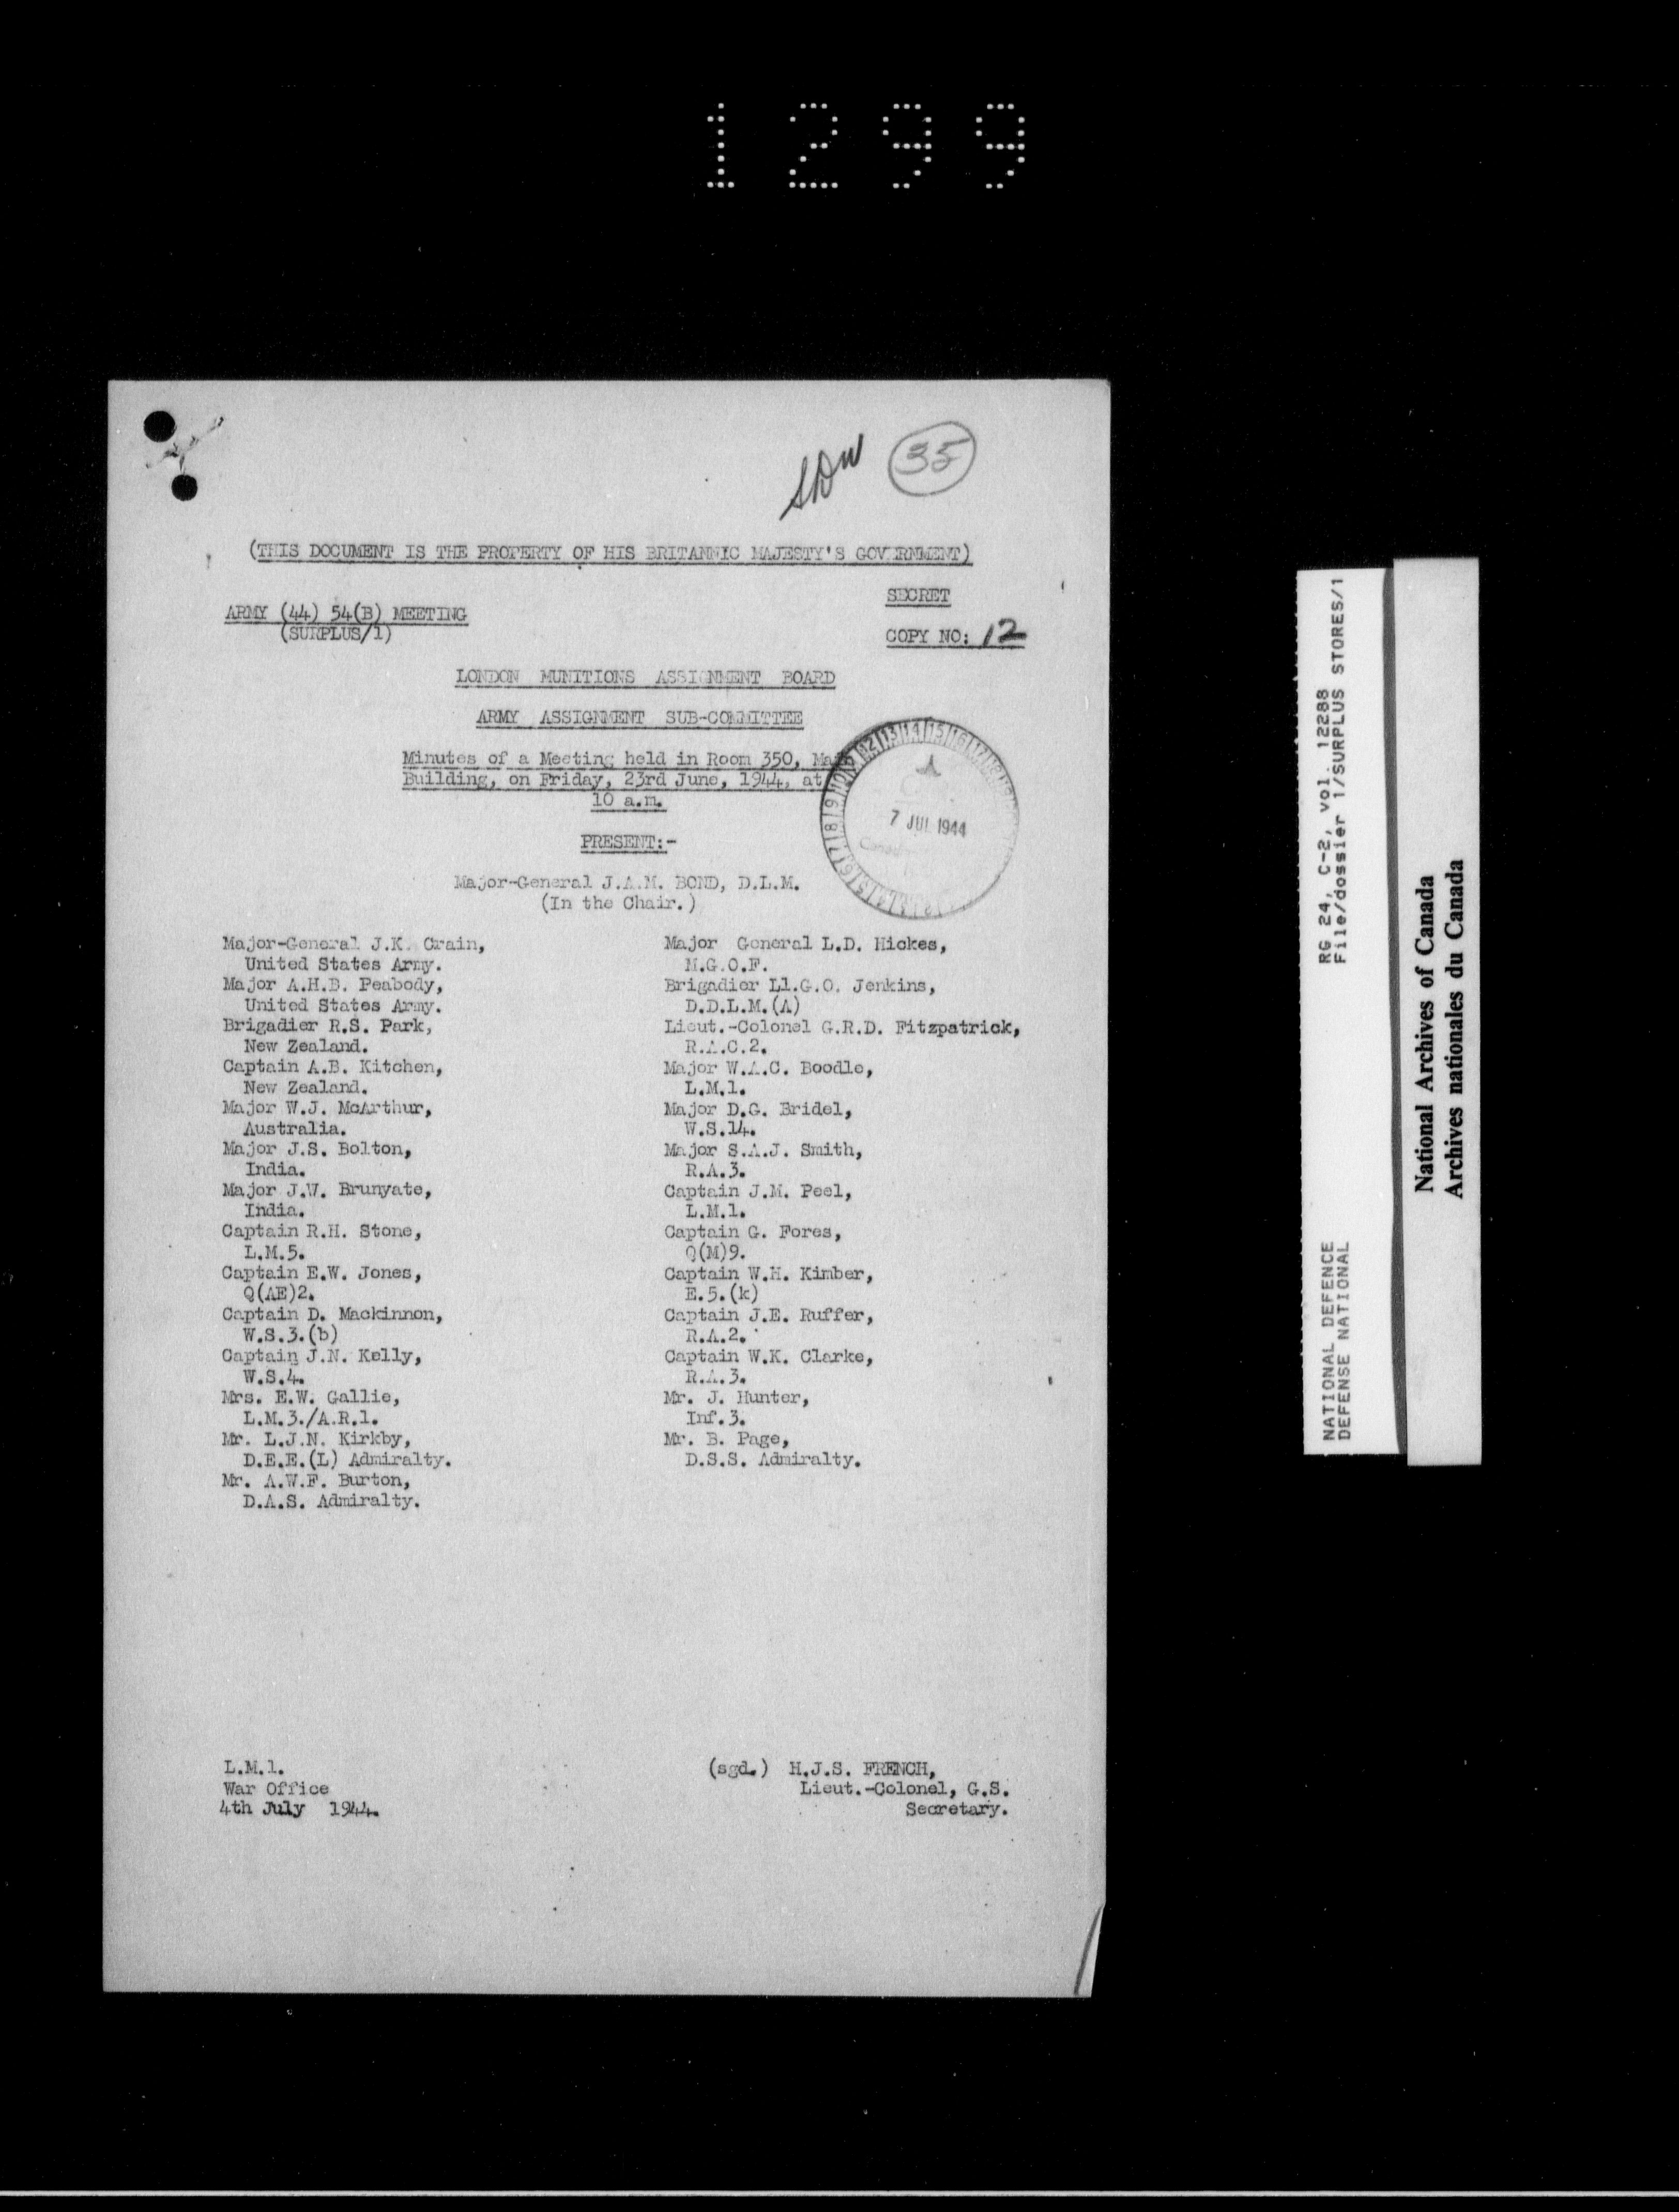 1299
SDW
35
(THIS DOCUMENT IS THE PROPERTY OF HIS BRITANNIC MAJESTY'S GOVERNMENT)
SECRET
ARMY (44) 54(B) MEETING
(SURPLUS/1)
COPY NO: 12
LONDON MUNITIONS ASSIGNMENT BOARD
ARMY ASSIGNMENT SUB-COMMITTEE
Minutes of a Meeting held in Room 350,
Building, on Friday, 23rd June, 1944, at
10 a.m.
7 JUL 1944
PRESENT:-
Major-General J.A.M. BOND, D.L.M.
(In the Chair.)
Major-General J.K. Crain,
United States Army.
Major A.H.B. Peabody,
United States Army.
Brigadier R.S. Park,
New Zealand.
Captain A.B. Kitchen,
New Zealand.
Major W.J. McArthur,
Australia.
Major J.S. Bolton,
India.
Major J.W. Brunyate,
India.
Captain R.H. Stone,
L.M.5.
Captain E.W. Jones,
Q(AE)2.
Captain D. Mackinnon,
W.S.3.(b)
Captain J.N. Kelly,
W.S.4.
Mrs. E.W. Gallie,
L.M.3./A.R.1.
Mr. L.J.N. Kirkby,
D.E.E.(L) Admiralty.
Mr. A.W.F. Burton,
D.A.S. Admiralty.
Major General L.D. Hickes,
M.G.O.F.
Brigadier Ll.G.O. Jenkins,
D.D.L.M.(A)
Lieut.-Colonel G.R.D. Fitzpatrick,
R.A.C.2.
Major W.A.C. Boodle,
L.M.1.
Major D.G. Bridel,
W.S.14.
Major S.A.J. Smith,
R.A.3.
Captain J.M. Peel,
L.M.1.
Captain G. Fores,
Q(M)9.
Captain W.H. Kimber,
E.5.(k)
Captain J.E. Ruffer,
R.A.2.
Captain W.K. Clarke,
R.A.3.
Mr. J. Hunter,
Inf.3.
Mr. B. Page,
D.S.S. Admiralty.
L.M.1.
War Office
4th July 1944.
(sgd.) H.J.S. FRENCH,
Lieut.-Colonel, G.S.
Secretary.
NATIONAL DEFENCE RG 24, C-2, vol. 12288
DEFENSE NATIONAL File/dossier 1/SURPLUS STORES/1
National Archives of Canada
Archives nationales du Canada